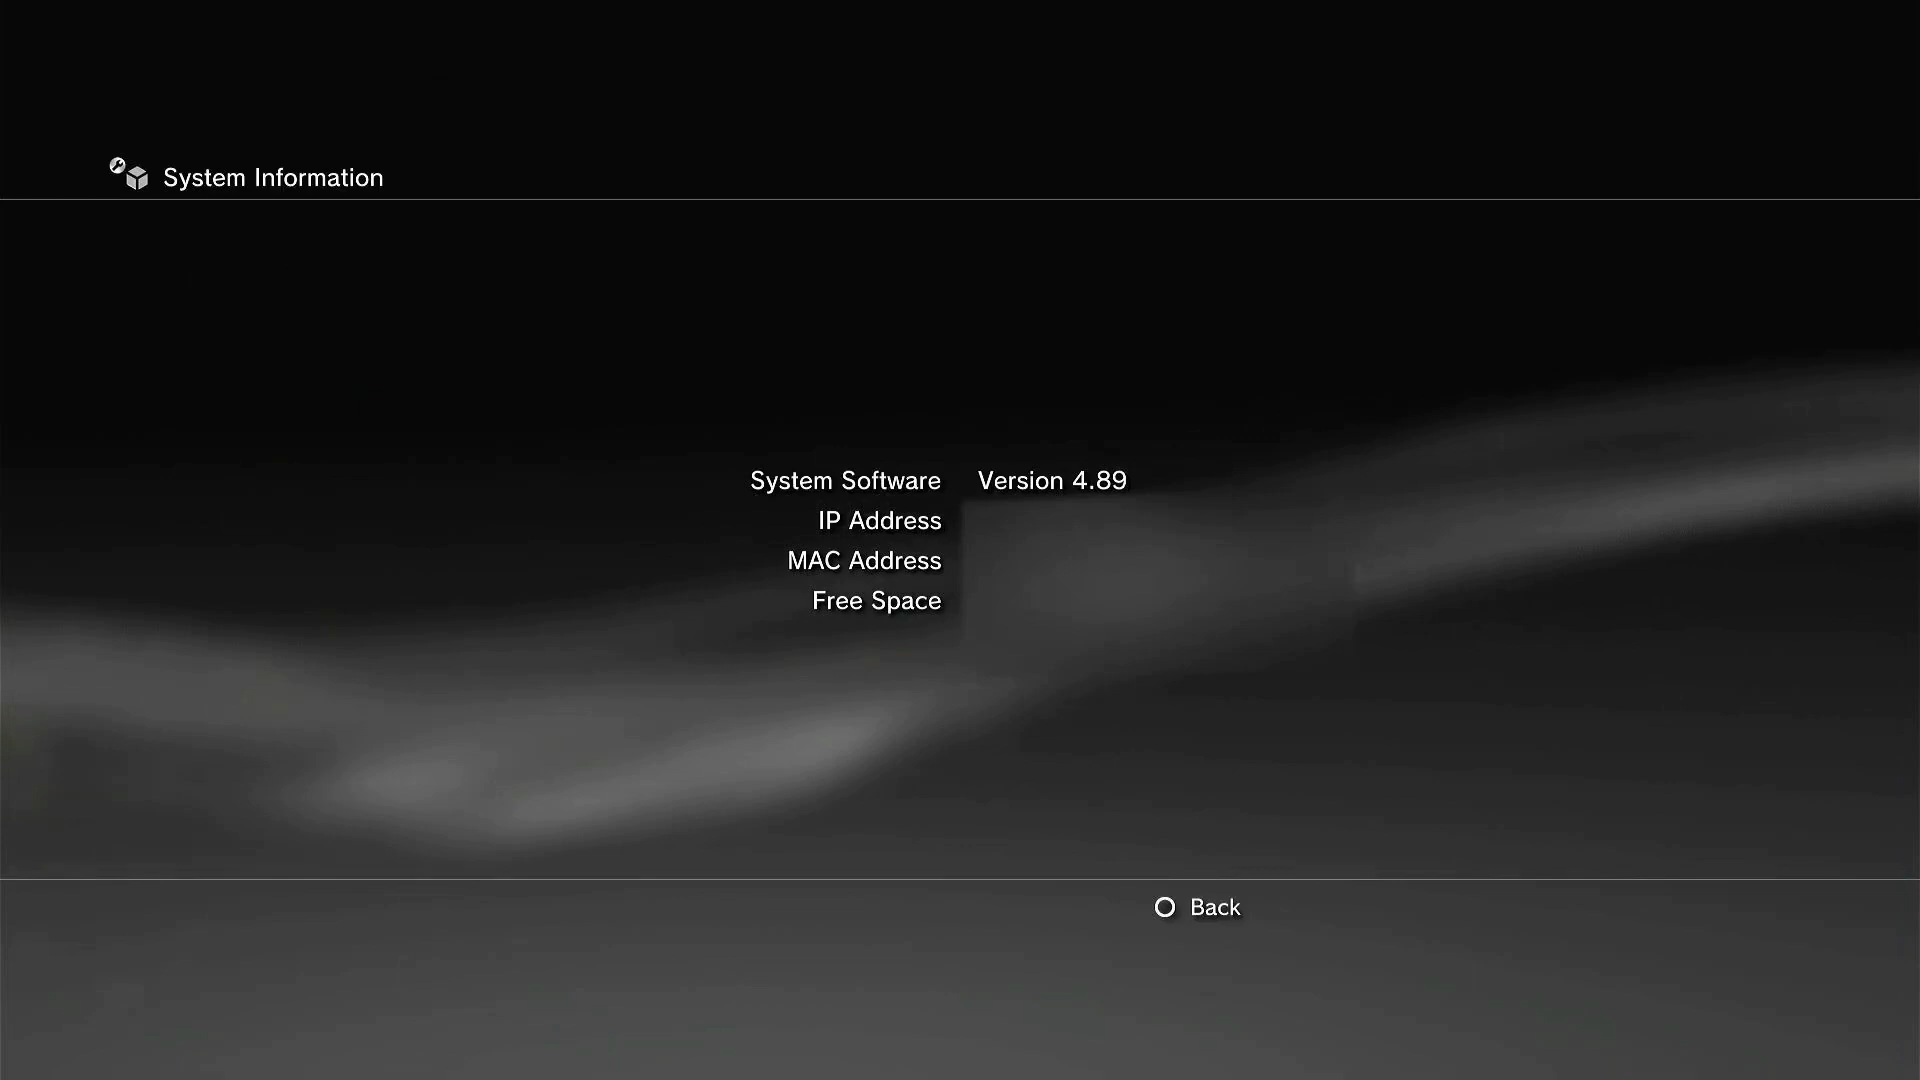 System Information
System Software Version 4.89
IP Address
MAC Address
Free Space
Back